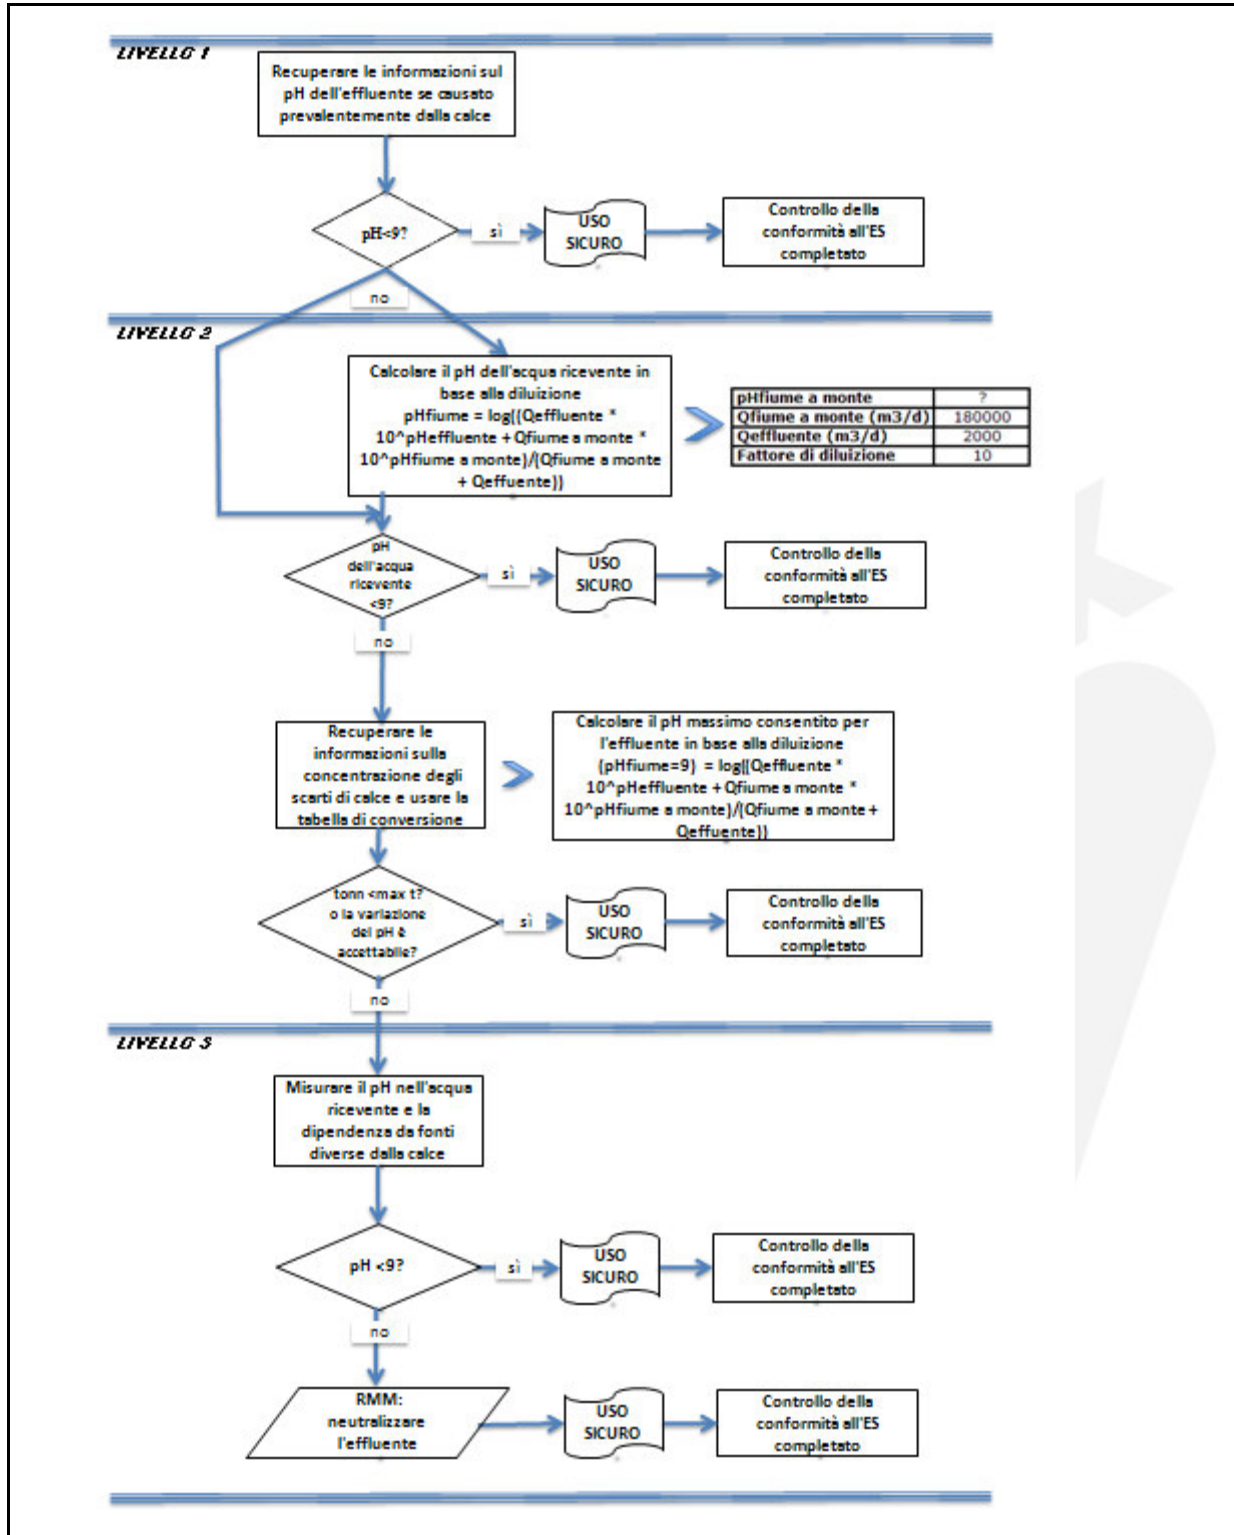 LIVELLO 1
Recuperare le informazioni sul
pH dell'effluente se causato
prevalentemente dalla calce
pH<9?
sì
USO
SICURO
Controllo della
conformità all'ES
completato
no
LIVELLO 2
Calcolare il pH dell'acqua ricevente in
base alla diluizione
pHfiume = log((Qeffluente *
10^pHeffluente + Qfiume a monte *
10^pHfiume a monte)/(Qfiume a monte
+ Qeffuente))
pHfiume a monte ?
Qfiume a monte (m3/d) 180000
Qeffluente (m3/d) 2000
Fattore di diluizione 10
pH
dell'acqua
ricevente
<9?
sì
USO
SICURO
Controllo della
conformità all'ES
completato
no
Recuperare le
informazioni sulla
concentrazione degli
scarti di calce e usare la
tabella di conversione
Calcolare il pH massimo consentito per
l'effluente in base alla diluizione
(pHfiume=9) = log((Qeffluente *
10^pHeffluente + Qfiume a monte *
10^pHfiume a monte)/(Qfiume a monte +
Qeffuente))
tonn <max t?
o la variazione
del pH è
accettabile?
sì
USO
SICURO
Controllo della
conformità all'ES
completato
no
LIVELLO 3
Misurare il pH nell'acqua
ricevente e la
dipendenza da fonti
diverse dalla calce
pH <9?
sì
USO
SICURO
Controllo della
conformità all'ES
completato
no
RMM:
neutralizzare
l'effluente
USO
SICURO
Controllo della
conformità all'ES
completato